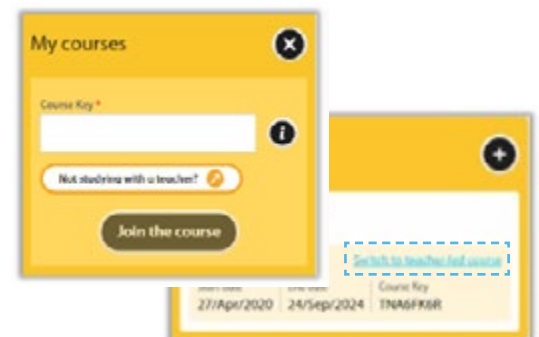 My courses
Course Key *
Not studying with a teacher?
Join the course
Switch to teacher-led course
Start Date End Date Course Key
27/Apr/2020 24/Sep/2024 TNA6FK6R